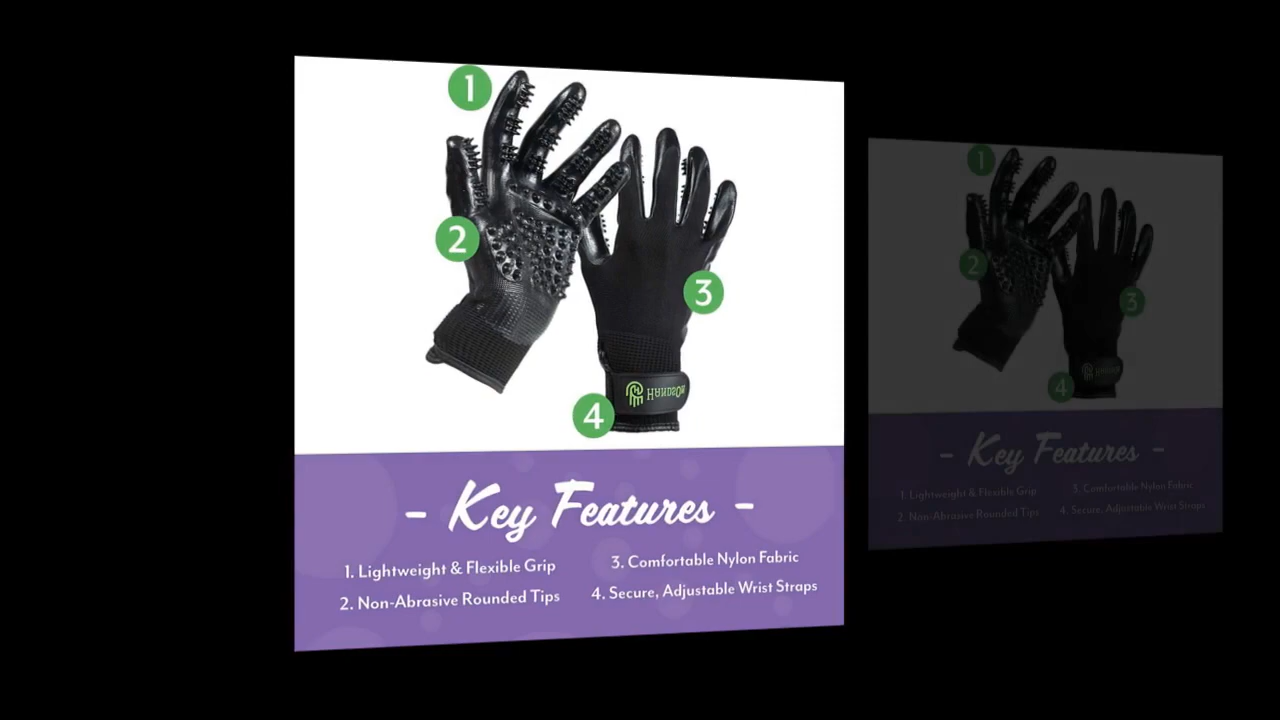 1
2
3
HandsOn
4
- Key Features -
1. Lightweight & Flexible Grip
3. Comfortable Nylon Fabric
2. Non-Abrasive Rounded Tips
4. Secure, Adjustable Wrist Straps
1
2
3
HandsOn
4
- Key Features -
1. Lightweight & Flexible Grip
3. Comfortable Nylon Fabric
2. Non-Abrasive Rounded Tips
4. Secure, Adjustable Wrist Straps